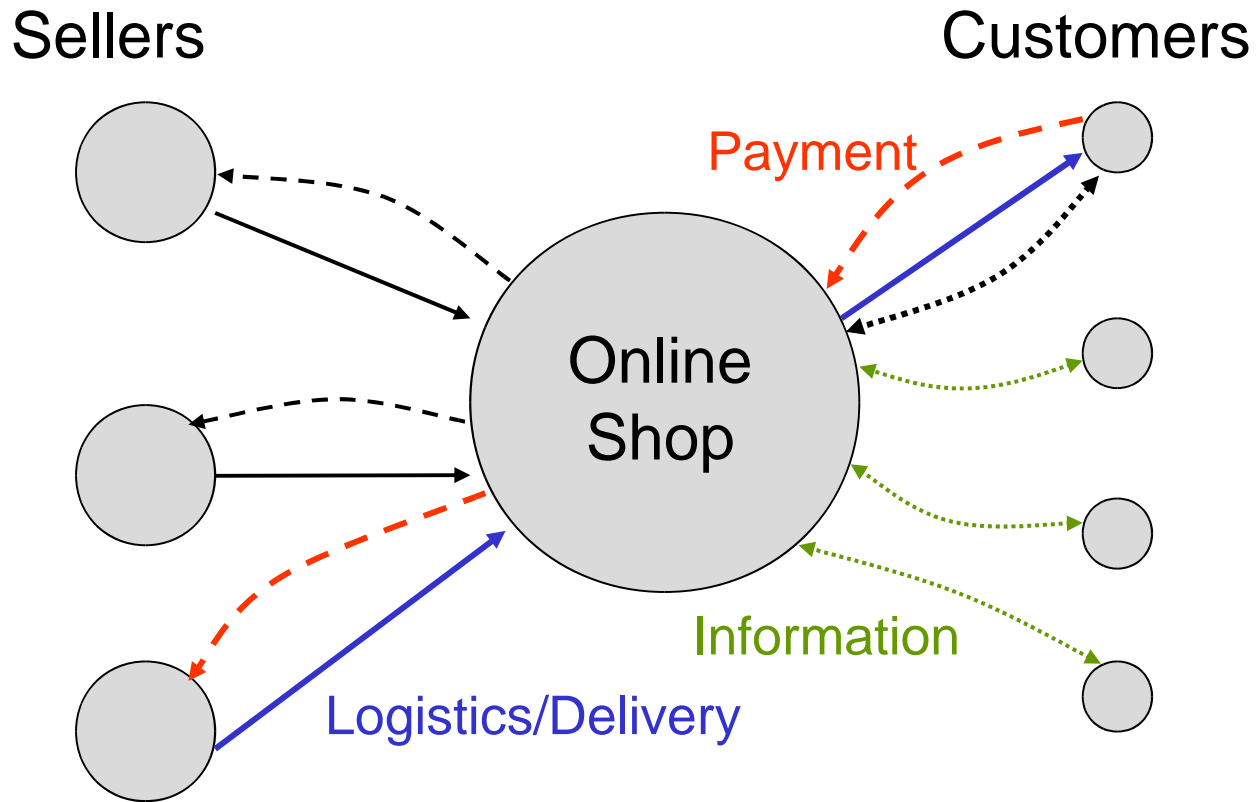 Sellers
Customers
Payment
Online
Shop
Information
Logistics/Delivery